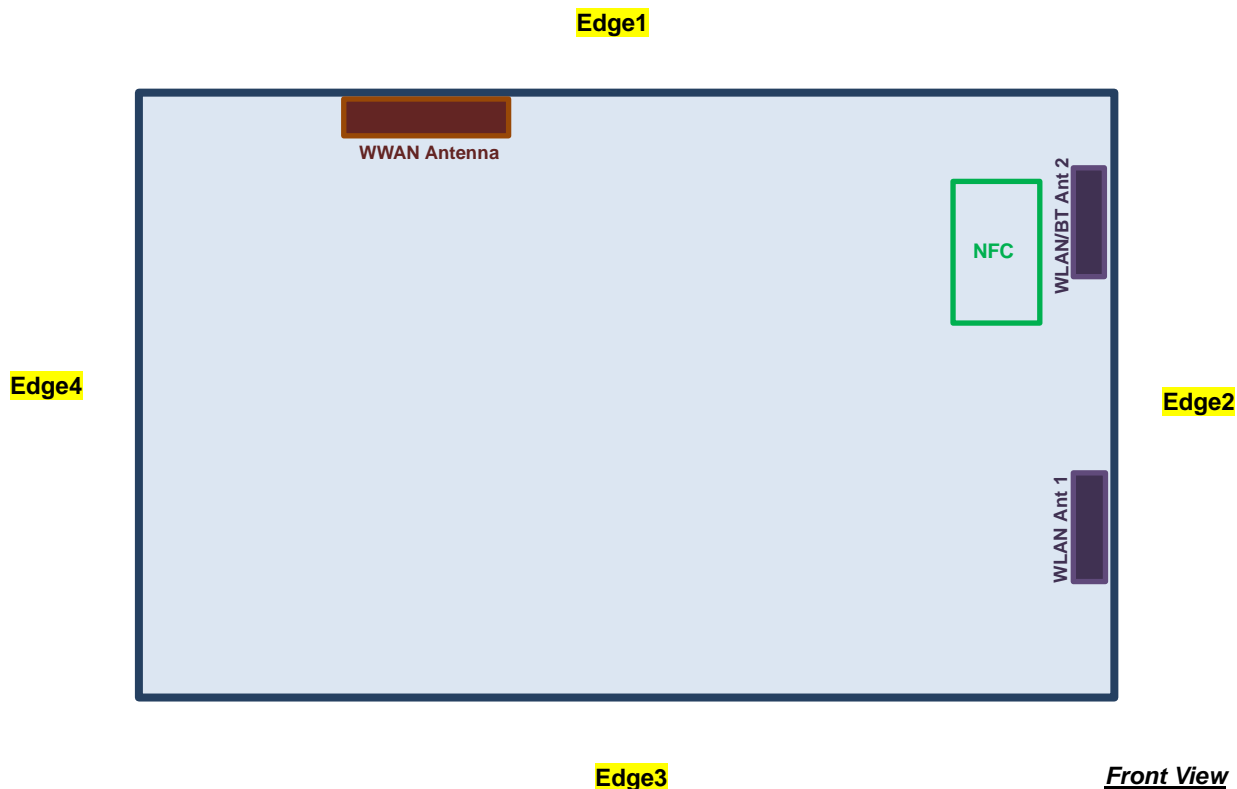 Edge1
WWAN Antenna
WLAN/BT Ant 2
NFC
Edge4
Edge2
WLAN Ant 1
Edge3
Front View